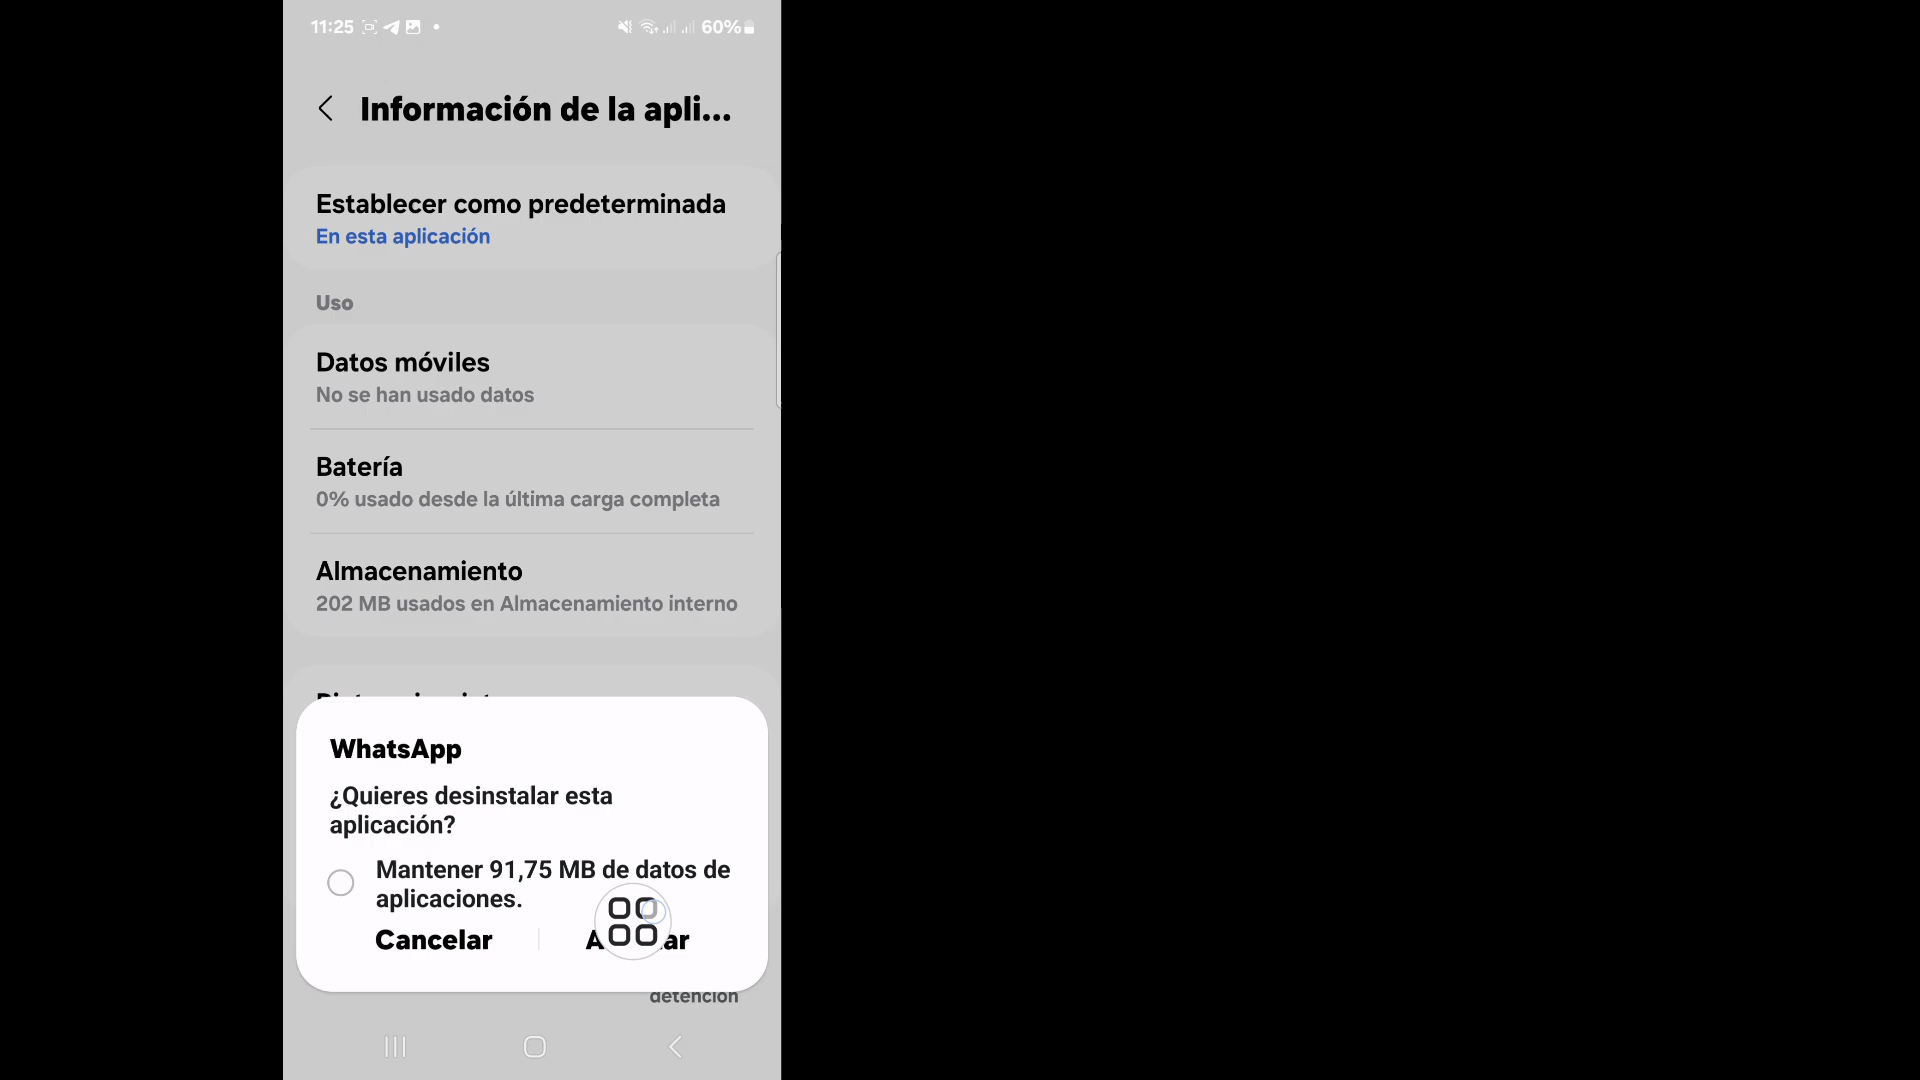 11:25
60%
Información de la apli...
Establecer como predeterminada
En esta aplicación
Uso
Datos móviles
No se han usado datos
Batería
0% usado desde la última carga completa
Almacenamiento
202 MB usados en Almacenamiento interno
WhatsApp
¿Quieres desinstalar esta
aplicación?
Mantener 91,75 MB de datos de
aplicaciones.
Cancelar
detención